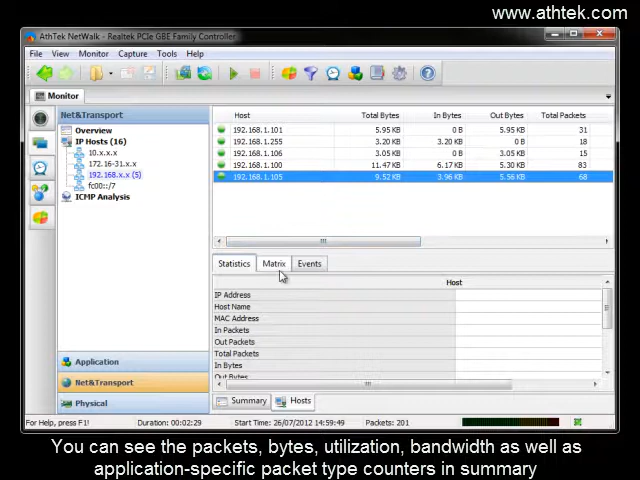 www.athtek.com
AthTek NetWalk - Realtek PCIe GBE Family Controller
File View Monitor Capture Tools Help
Monitor
Net&Transport
Overview
IP Hosts (16)
10.x.x.x
172.16-31.x.x
192.168.x.x (5)
fc00::/7
ICMP Analysis
Application
Net&Transport
Physical
Host Total Bytes In Bytes Out Bytes Total Packets
192.168.1.101 5.95 KB 0 B 5.95 KB 31
192.168.1.255 3.20 KB 3.20 KB 0 B 18
192.168.1.106 3.05 KB 0 B 3.05 KB 15
192.168.1.100 11.47 KB 6.17 KB 5.30 KB 83
192.168.1.105 9.52 KB 3.96 KB 5.56 KB 68
Statistics Matrix Events
Host
IP Address
Host Name
MAC Address
In Packets
Out Packets
Total Packets
In Bytes
Out Bytes
Summary Hosts
For Help, press F1! Duration: 00:02:29 Start Time: 26/07/2012 14:59:49 Packets: 201
You can see the packets, bytes, utilization, bandwidth as well as
application-specific packet type counters in summary